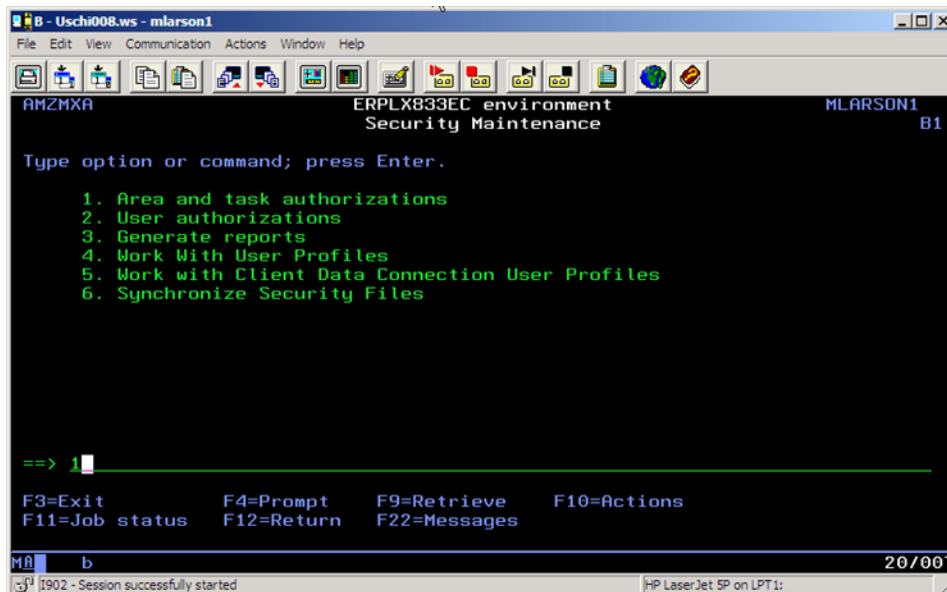 B - Uschi008.ws - mlarson1
File Edit View Communication Actions Window Help
AMZMXA ERPLX833EC environment MLARSON1
Security Maintenance B1
Type option or command; press Enter.
1. Area and task authorizations
2. User authorizations
3. Generate reports
4. Work With User Profiles
5. Work with Client Data Connection User Profiles
6. Synchronize Security Files
==> 1
F3=Exit F4=Prompt F9=Retrieve F10=Actions
F11=Job status F12=Return F22=Messages
MA b 20/007
I902 - Session successfully started HP LaserJet 5P on LPT1: